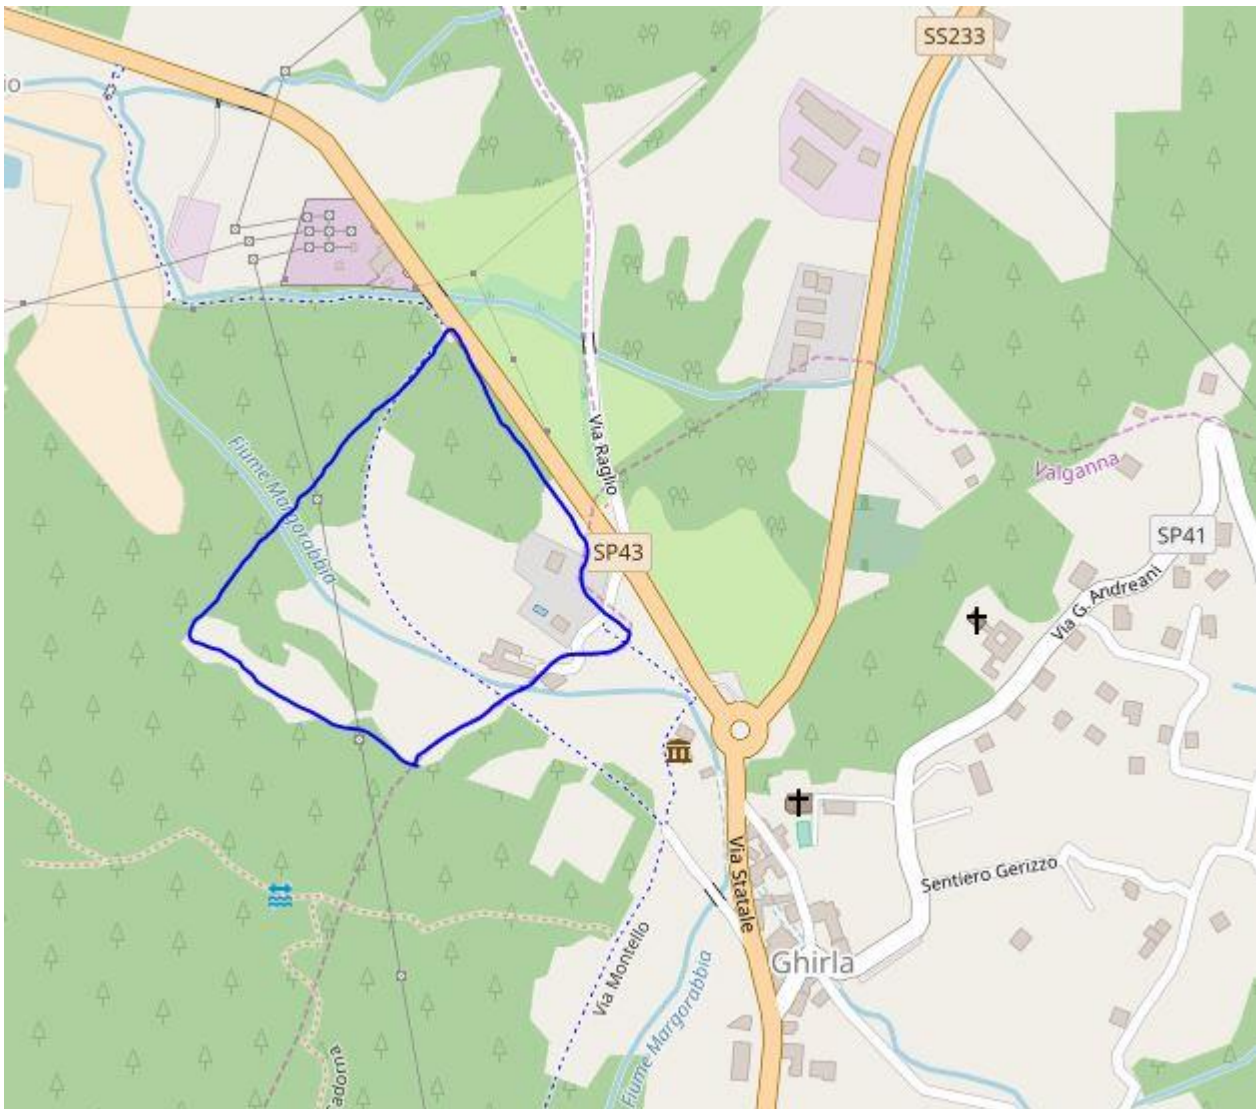 SS233
io
Via Raglio
Fiume Margorabbia
Valganna
SP43
SP41
Via G. Andreani
Via Statale
Sentiero Gerizzo
Ghirla
Via Montello
Fiume Margorabbia
adorna